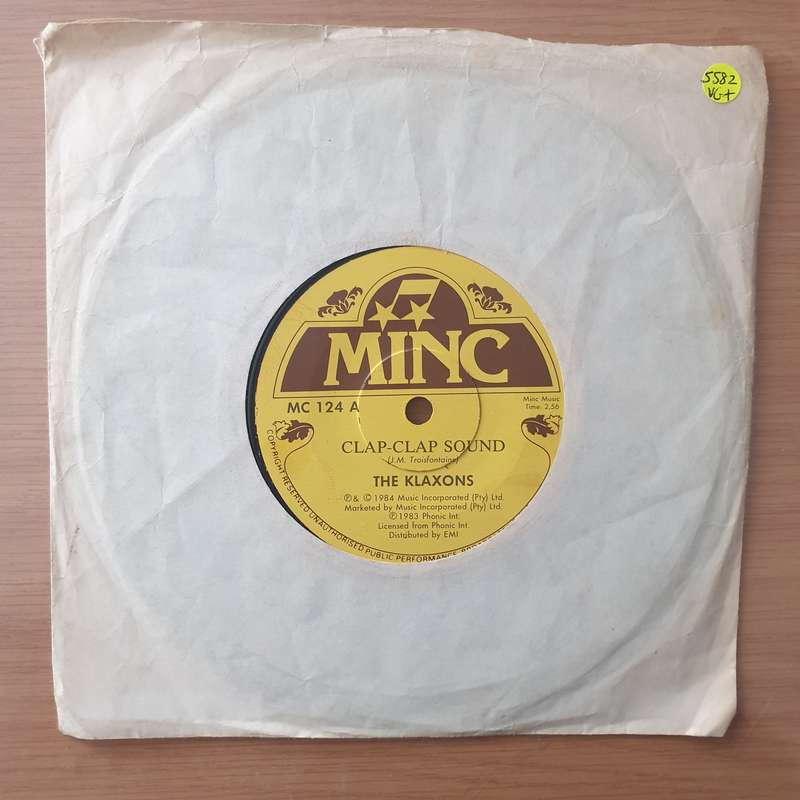 5582
VG+
MINC
MC 124 A
Minc Music
Time: 2,56
CLAP-CLAP SOUND
(J.M. Troisfontaine)
THE KLAXONS
℗& © 1984 Music Incorporated (Pty) Ltd.
Marketed by Music Incorporated (Pty) Ltd.
℗ 1983 Phonic Int.
Licensed from Phonic Int.
Distributed by EMI
COPYRIGHT RESERVED UNAUTHORISED PUBLIC PERFORMANCE